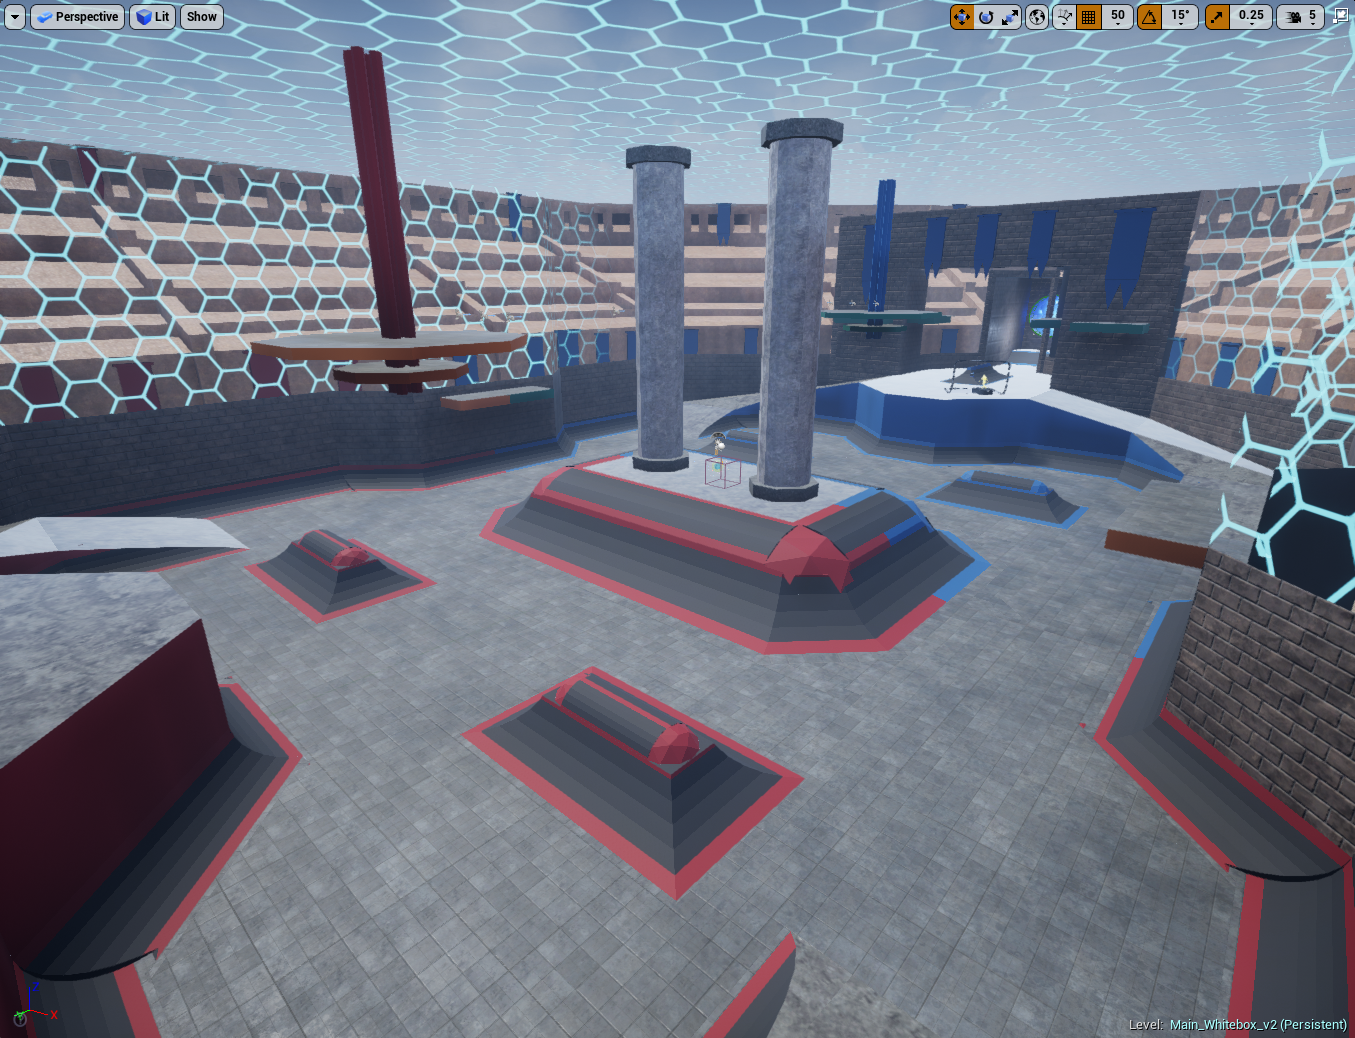 Perspective Lit Show 50 15° 0.25 5
Z
X
Level: Main_Whitebox_v2 (Persistent)